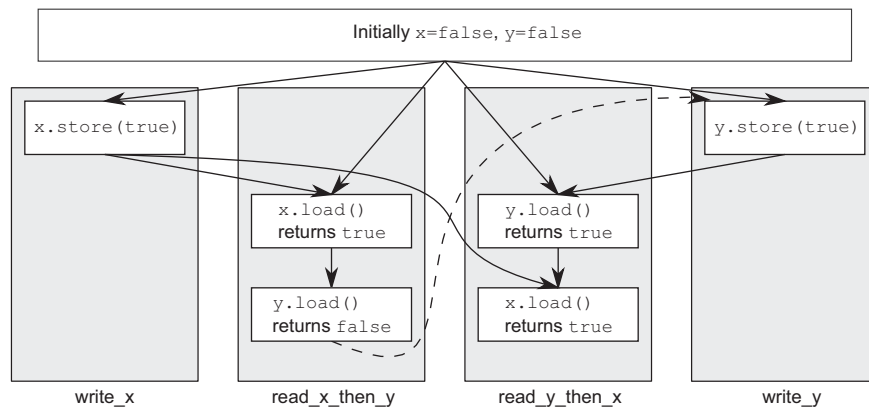 Initially x=false, y=false
x.store(true)
y.store(true)
x.load()
returns true
y.load()
returns true
y.load()
returns false
x.load()
returns true
write_x
read_x_then_y
read_y_then_x
write_y